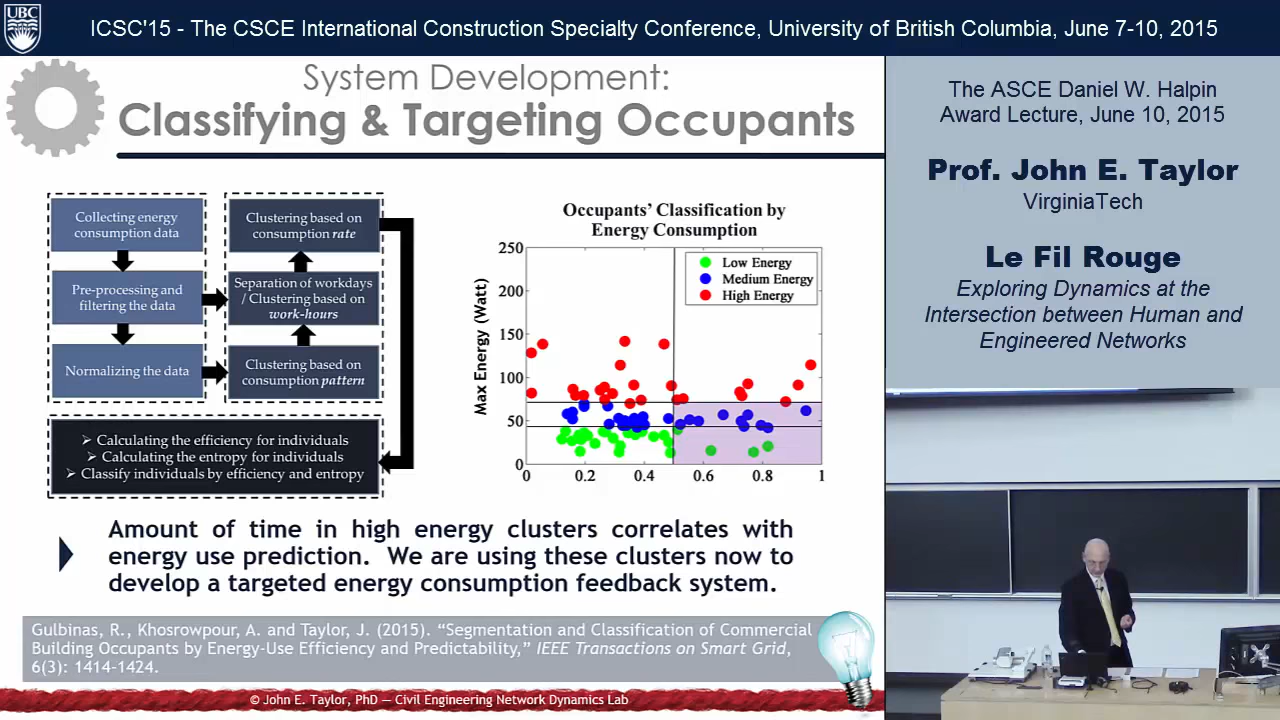 UBC
ICSC'15 - The CSCE International Construction Specialty Conference, University of British Columbia, June 7-10, 2015
System Development:
Classifying & Targeting Occupants
Collecting energy
consumption data
Pre-processing and
filtering the data
Normalizing the data
Clustering based on
consumption rate
Separation of workdays
/ Clustering based on
work-hours
Clustering based on
consumption pattern
➢ Calculating the efficiency for individuals
➢ Calculating the entropy for individuals
➢ Classify individuals by efficiency and entropy
Occupants' Classification by
Energy Consumption
Max Energy (Watt)
250
200
150
100
50
0
0 0.2 0.4 0.6 0.8 1
Low Energy
Medium Energy
High Energy
Amount of time in high energy clusters correlates with
energy use prediction. We are using these clusters now to
develop a targeted energy consumption feedback system.
Gulbinas, R., Khosrowpour, A. and Taylor, J. (2015). "Segmentation and Classification of Commercial
Building Occupants by Energy-Use Efficiency and Predictability," IEEE Transactions on Smart Grid,
6(3): 1414-1424.
© John E. Taylor, PhD — Civil Engineering Network Dynamics Lab
The ASCE Daniel W. Halpin
Award Lecture, June 10, 2015
Prof. John E. Taylor
VirginiaTech
Le Fil Rouge
Exploring Dynamics at the
Intersection between Human and
Engineered Networks